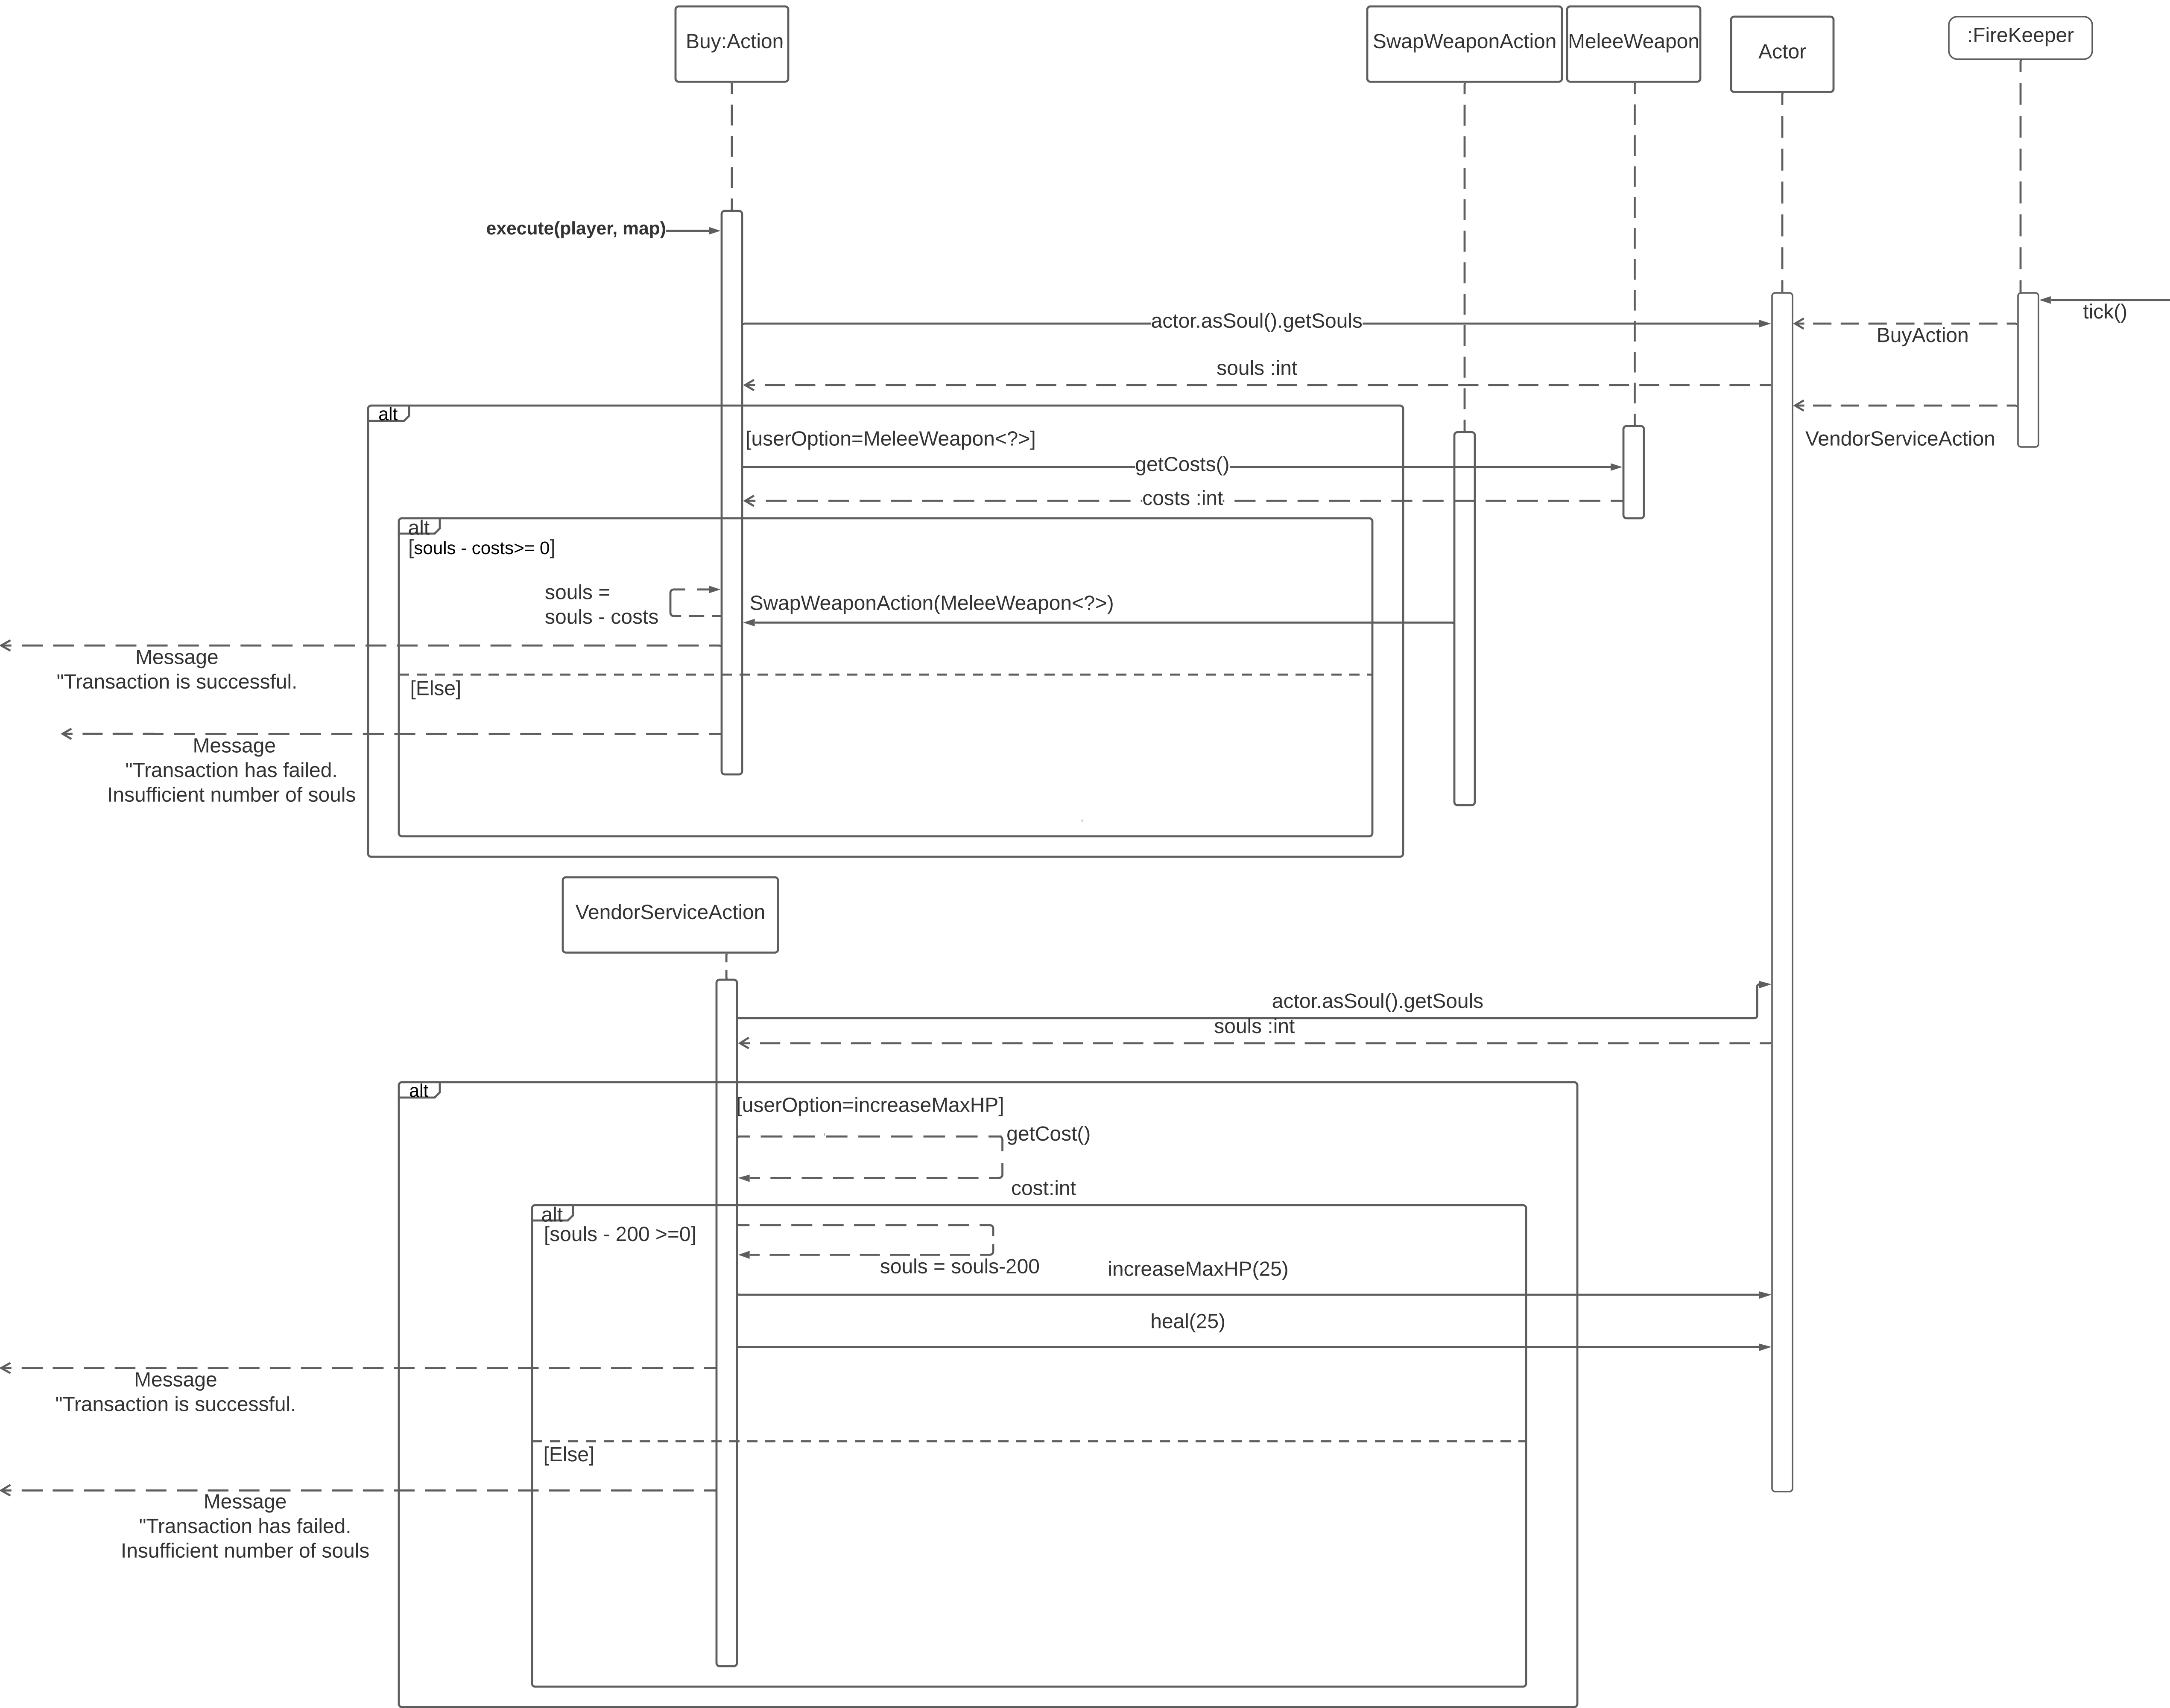 Buy:Action
SwapWeaponAction
MeleeWeapon
Actor
:FireKeeper
execute(player, map)
tick()
actor.asSoul().getSouls
BuyAction
souls :int
alt
[userOption=MeleeWeapon<?>]
VendorServiceAction
getCosts()
costs :int
alt
[souls - costs>= 0]
souls =
souls - costs
SwapWeaponAction(MeleeWeapon<?>)
Message
"Transaction is successful.
[Else]
Message
"Transaction has failed.
Insufficient number of souls
VendorServiceAction
actor.asSoul().getSouls
souls :int
alt
[userOption=increaseMaxHP]
getCost()
cost:int
alt
[souls - 200 >=0]
souls = souls-200
increaseMaxHP(25)
heal(25)
Message
"Transaction is successful.
[Else]
Message
"Transaction has failed.
Insufficient number of souls